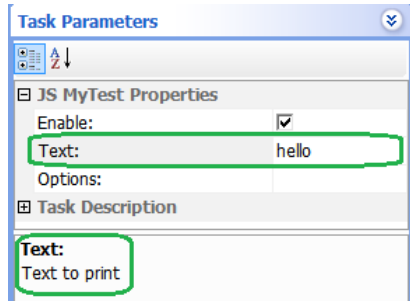 Task Parameters
JS MyTest Properties
Enable:
Text: hello
Options:
Task Description
Text:
Text to print